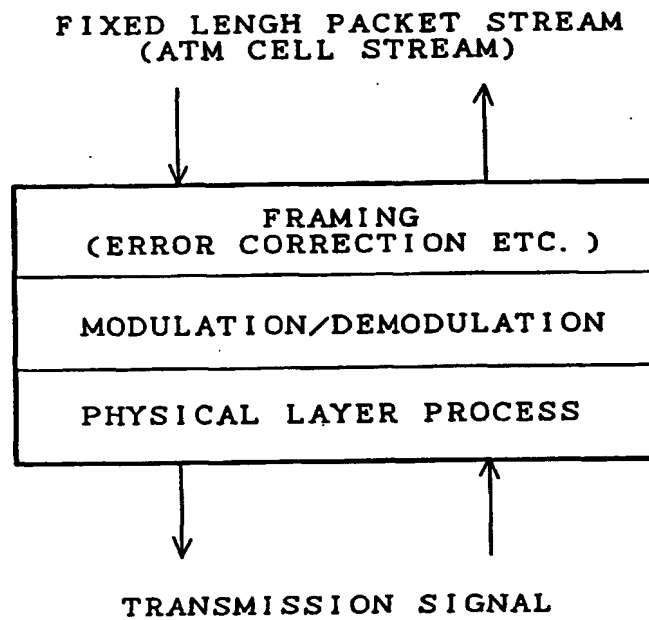 FIXED LENGH PACKET STREAM
(ATM CELL STREAM)
FRAMING
(ERROR CORRECTION ETC.)
MODULATION/DEMODULATION
PHYSICAL LAYER PROCESS
TRANSMISSION SIGNAL